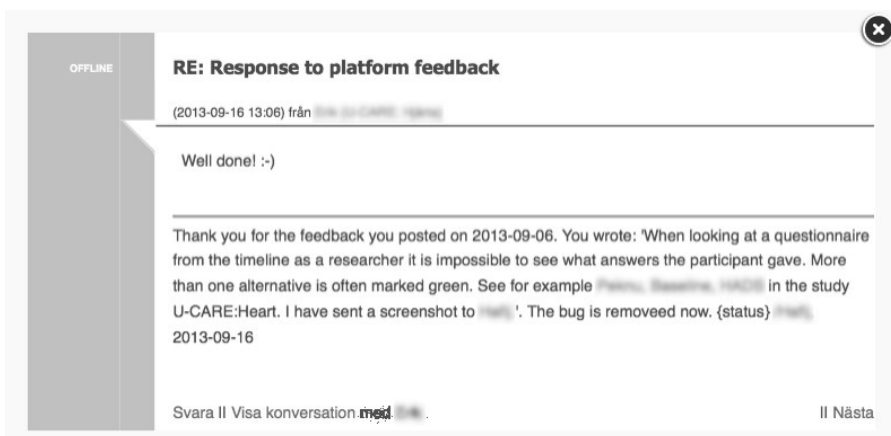 OFFLINE
RE: Response to platform feedback
(2013-09-16 13:06) från
Well done! :-)
Thank you for the feedback you posted on 2013-09-06. You wrote: 'When looking at a questionnaire
from the timeline as a researcher it is impossible to see what answers the participant gave. More
than one alternative is often marked green. See for example in the study
U-CARE:Heart. I have sent a screenshot to '. The bug is removeed now. {status}
2013-09-16
Svara II Visa konversation med .
II Nästa